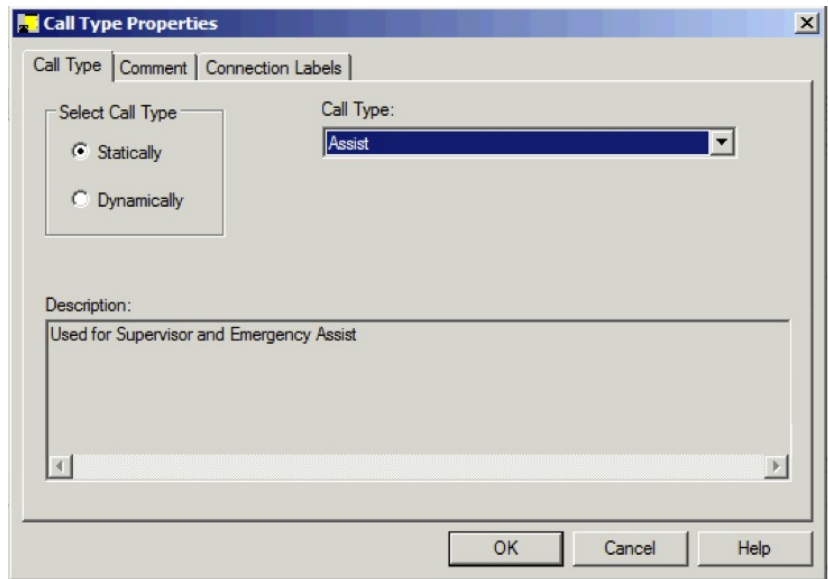 Call Type Properties
Call Type
Comment
Connection Labels
Select Call Type
Statically
Dynamically
Call Type:
Assist
Description:
Used for Supervisor and Emergency Assist
OK
Cancel
Help